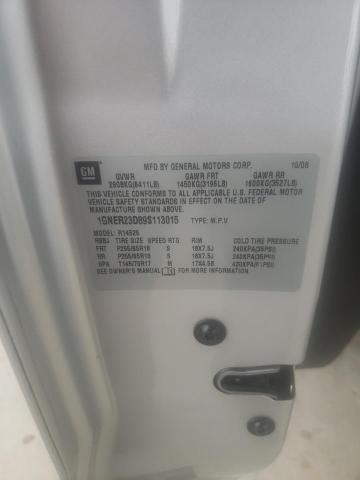 GM
MFD BY GENERAL MOTORS CORP. 10/08
GVWR GAWR FRT GAWR RR
2908KG(6411LB) 1450KG(3196LB) 1600KG(3527LB)
THIS VEHICLE CONFORMS TO ALL APPLICABLE U.S. FEDERAL MOTOR
VEHICLE SAFETY STANDARDS IN EFFECT ON THE DATE OF
MANUFACTURE SHOWN ABOVE.
1GNER23D89S113015 TYPE: M.P.V
MODEL: R14526
TIRE SIZE SPEED RTG RIM COLD TIRE PRESSURE
FRT P255/65R18 S 18X7.5J 240KPA(35PSI)
RR P255/65R18 S 18X7.5J 240KPA(35PSI)
SPA T145/70R17 M 17X4.5B 420KPA(61PSI)
SEE OWNER'S MANUAL FOR MORE INFORMATION